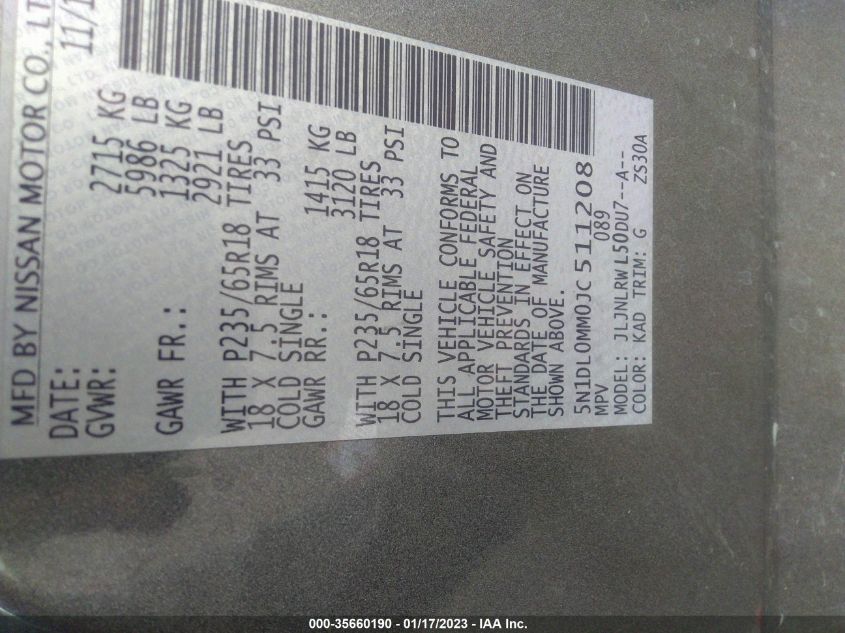 MFD BY NISSAN MOTOR CO., LT
DATE: 11/1
GVWR: 2715 KG
5986 LB
GAWR FR.: 1325 KG
2921 LB
WITH P235/65R18 TIRES
18 X 7.5 RIMS AT 33 PSI
COLD SINGLE
GAWR RR.: 1415 KG
3120 LB
WITH P235/65R18 TIRES
18 X 7.5 RIMS AT 33 PSI
COLD SINGLE
THIS VEHICLE CONFORMS TO
ALL APPLICABLE FEDERAL
MOTOR VEHICLE SAFETY AND
THEFT PREVENTION
STANDARDS IN EFFECT ON
THE DATE OF MANUFACTURE
SHOWN ABOVE.
5N1DL0MM0JC511208
MPV 089
MODEL: JLJNLRWL50DU7--A--
COLOR: KAD TRIM: G ZS30A
000-35660190 - 01/17/2023 - IAA Inc.